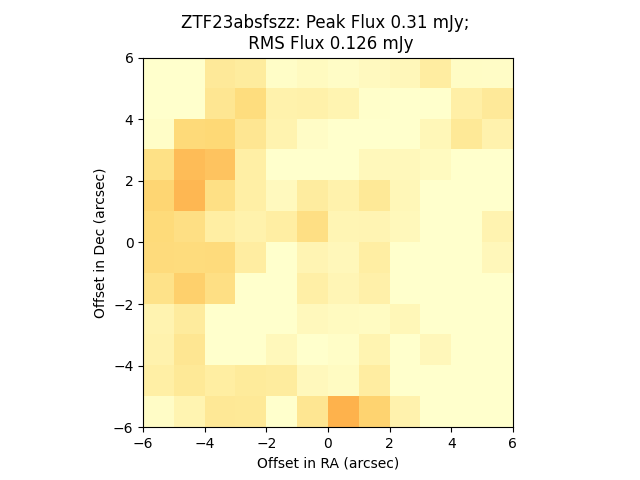 ZTF23absfszz: Peak Flux 0.31 mJy;
RMS Flux 0.126 mJy
6
4
2
0
−2
−4
−6
Offset in Dec (arcsec)
−6 −4 −2 0 2 4 6
Offset in RA (arcsec)